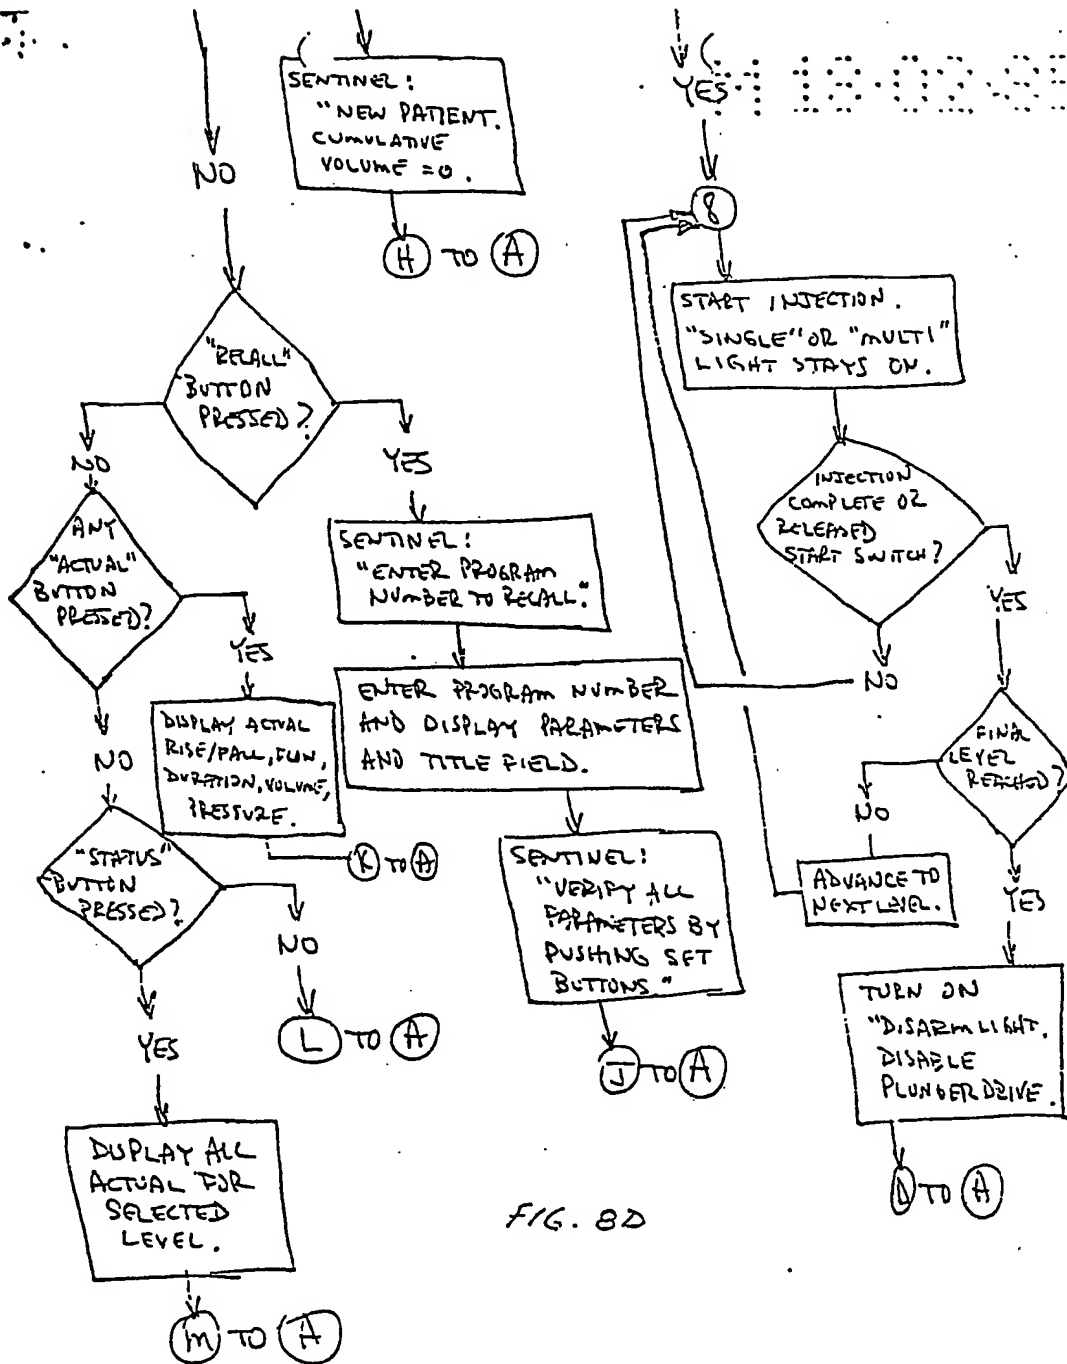 NO
SENTINEL:
"NEW PATIENT.
CUMULATIVE
VOLUME =0.
H TO A
"RECALL"
BUTTON
PRESSED?
NO
YES
ANY
"ACTUAL"
BUTTON
PRESSED?
YES
NO
SENTINEL:
"ENTER PROGRAM
NUMBER TO RECALL."
DISPLAY ACTUAL
RISE/FALL, FLOW,
DURATION, VOLUME,
PRESSURE.
K TO A
ENTER PROGRAM NUMBER
AND DISPLAY PARAMETERS
AND TITLE FIELD.
"STATUS"
BUTTON
PRESSED?
NO
L TO A
YES
SENTINEL:
"VERIFY ALL
PARAMETERS BY
PUSHING SET
BUTTONS."
J TO A
DISPLAY ALL
ACTUAL FOR
SELECTED
LEVEL.
M TO A
YES
8
START INJECTION.
"SINGLE" OR "MULTI"
LIGHT STAYS ON.
INJECTION
COMPLETE OR
RELEASED
START SWITCH?
NO
YES
FINAL
LEVEL
REACHED?
NO
ADVANCE TO
NEXT LEVEL.
YES
TURN ON
"DISARM LIGHT.
DISABLE
PLUNGER DRIVE.
D TO A
FIG. 8D